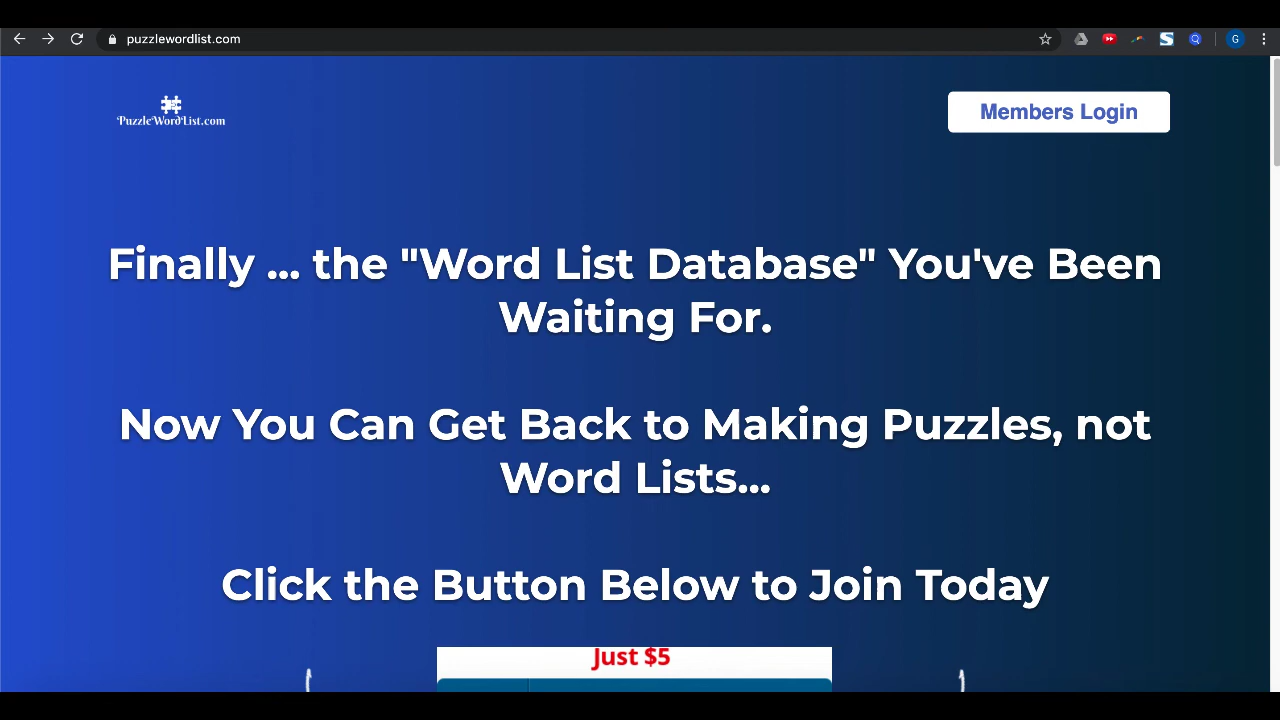 puzzlewordlist.com
G
PuzzleWordList.com
Members Login
Finally ... the "Word List Database" You've Been
Waiting For.
Now You Can Get Back to Making Puzzles, not
Word Lists...
Click the Button Below to Join Today
Just $5